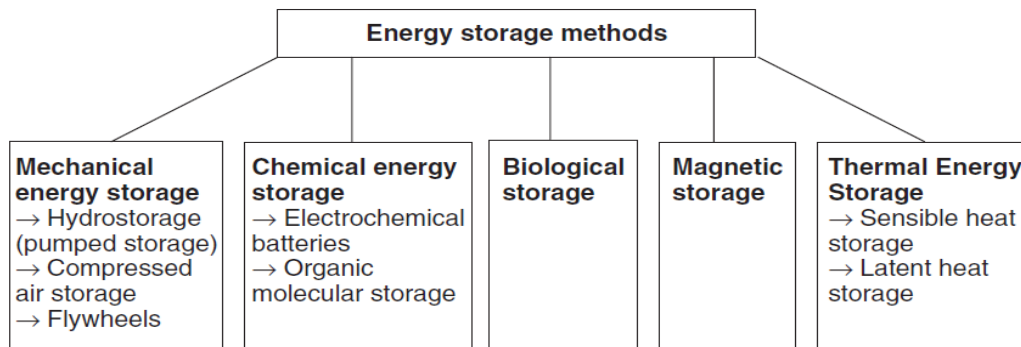 Energy storage methods
Mechanical
energy storage
→ Hydrostorage
(pumped storage)
→ Compressed
air storage
→ Flywheels
Chemical energy
storage
→ Electrochemical
batteries
→ Organic
molecular storage
Biological
storage
Magnetic
storage
Thermal Energy
Storage
→ Sensible heat
storage
→ Latent heat
storage